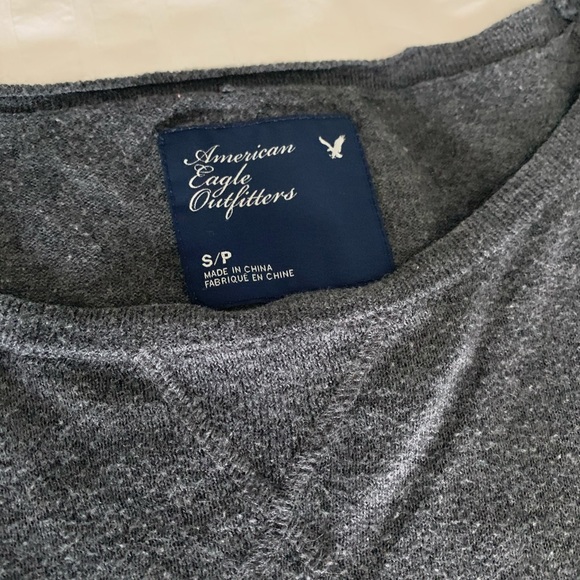 American
Eagle
Outfitters
S/P
MADE IN CHINA
FABRIQUÉ EN CHINE